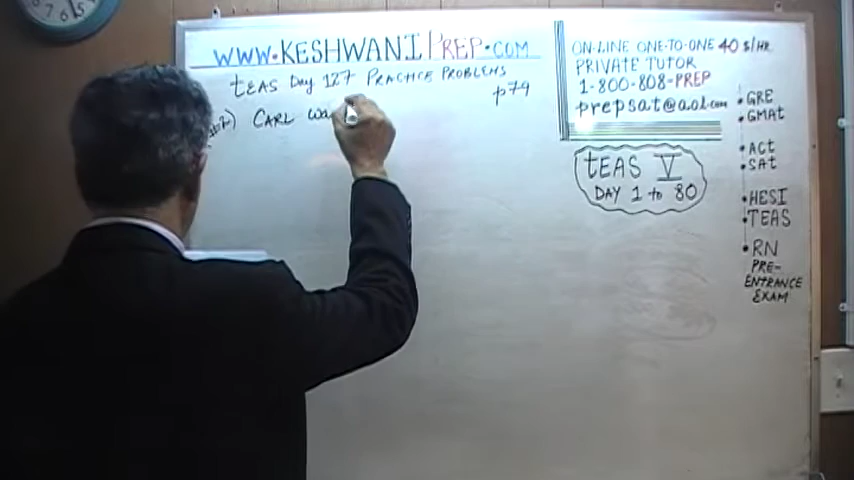 WWW.KESHWANIPREP.COM
TEAS DAY 127 PRACTICE PROBLEMS
p79
CARL wa
ON-LINE ONE-TO-ONE 40 $/HR
PRIVATE TUTOR
1-800-808-PREP
prepsat@aol.com
TEAS V
DAY 1 to 80
• GRE
• GMAT
• ACT
• SAT
• HESI
• TEAS
• RN
PRE-
ENTRANCE
EXAM